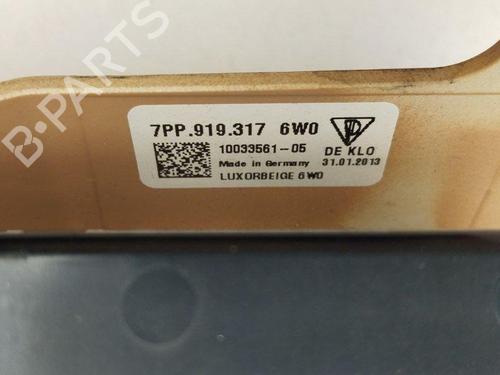 7PP.919.317 6W0
10033561-05 DE KLO
Made in Germany 31.01.2013
LUXORBEIGE 6W0
B-PARTS